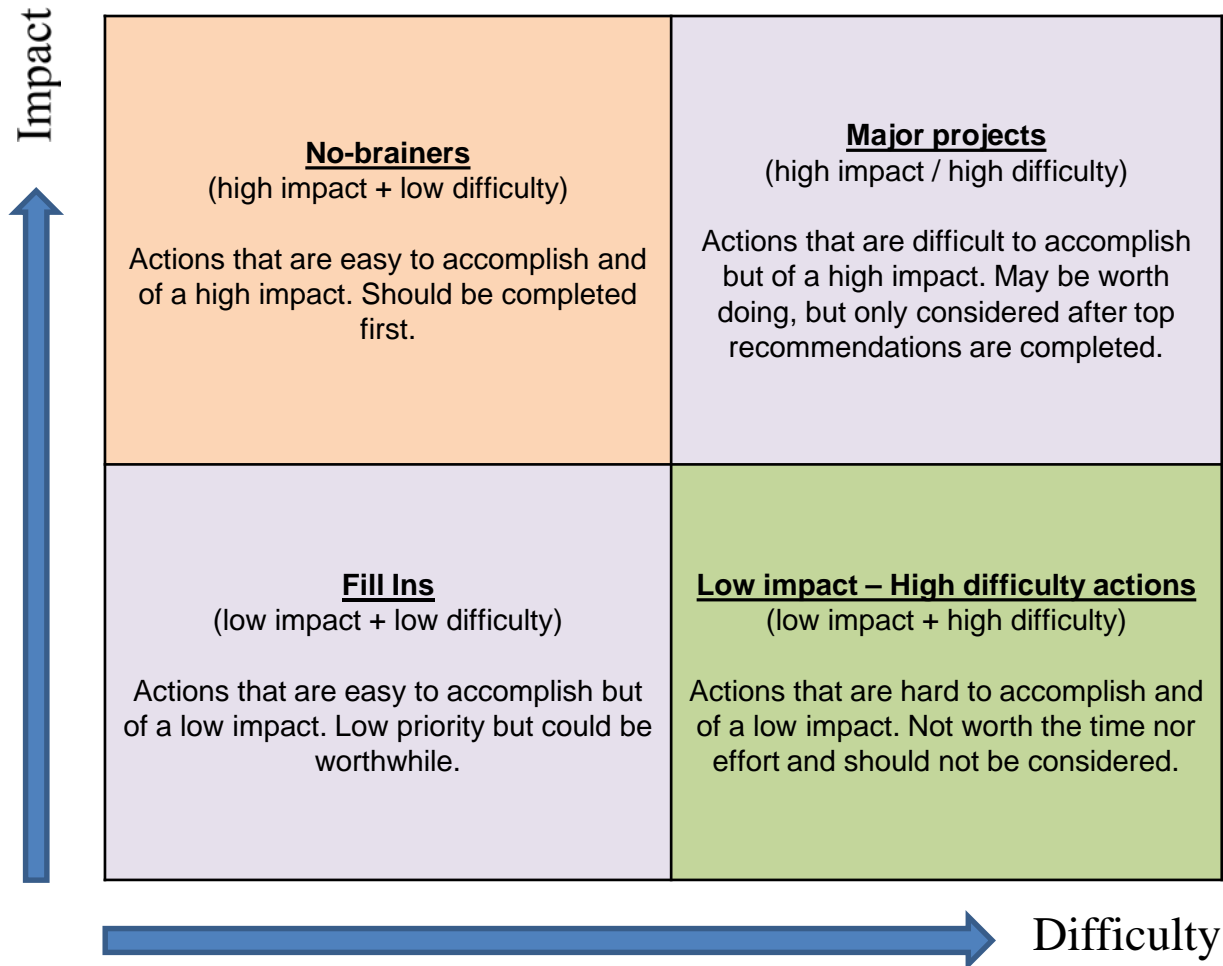 Impact
No-brainers
(high impact + low difficulty)
Actions that are easy to accomplish and
of a high impact. Should be completed
first.
Major projects
(high impact / high difficulty)
Actions that are difficult to accomplish
but of a high impact. May be worth
doing, but only considered after top
recommendations are completed.
Fill Ins
(low impact + low difficulty)
Actions that are easy to accomplish but
of a low impact. Low priority but could be
worthwhile.
Low impact – High difficulty actions
(low impact + high difficulty)
Actions that are hard to accomplish and
of a low impact. Not worth the time nor
effort and should not be considered.
Difficulty